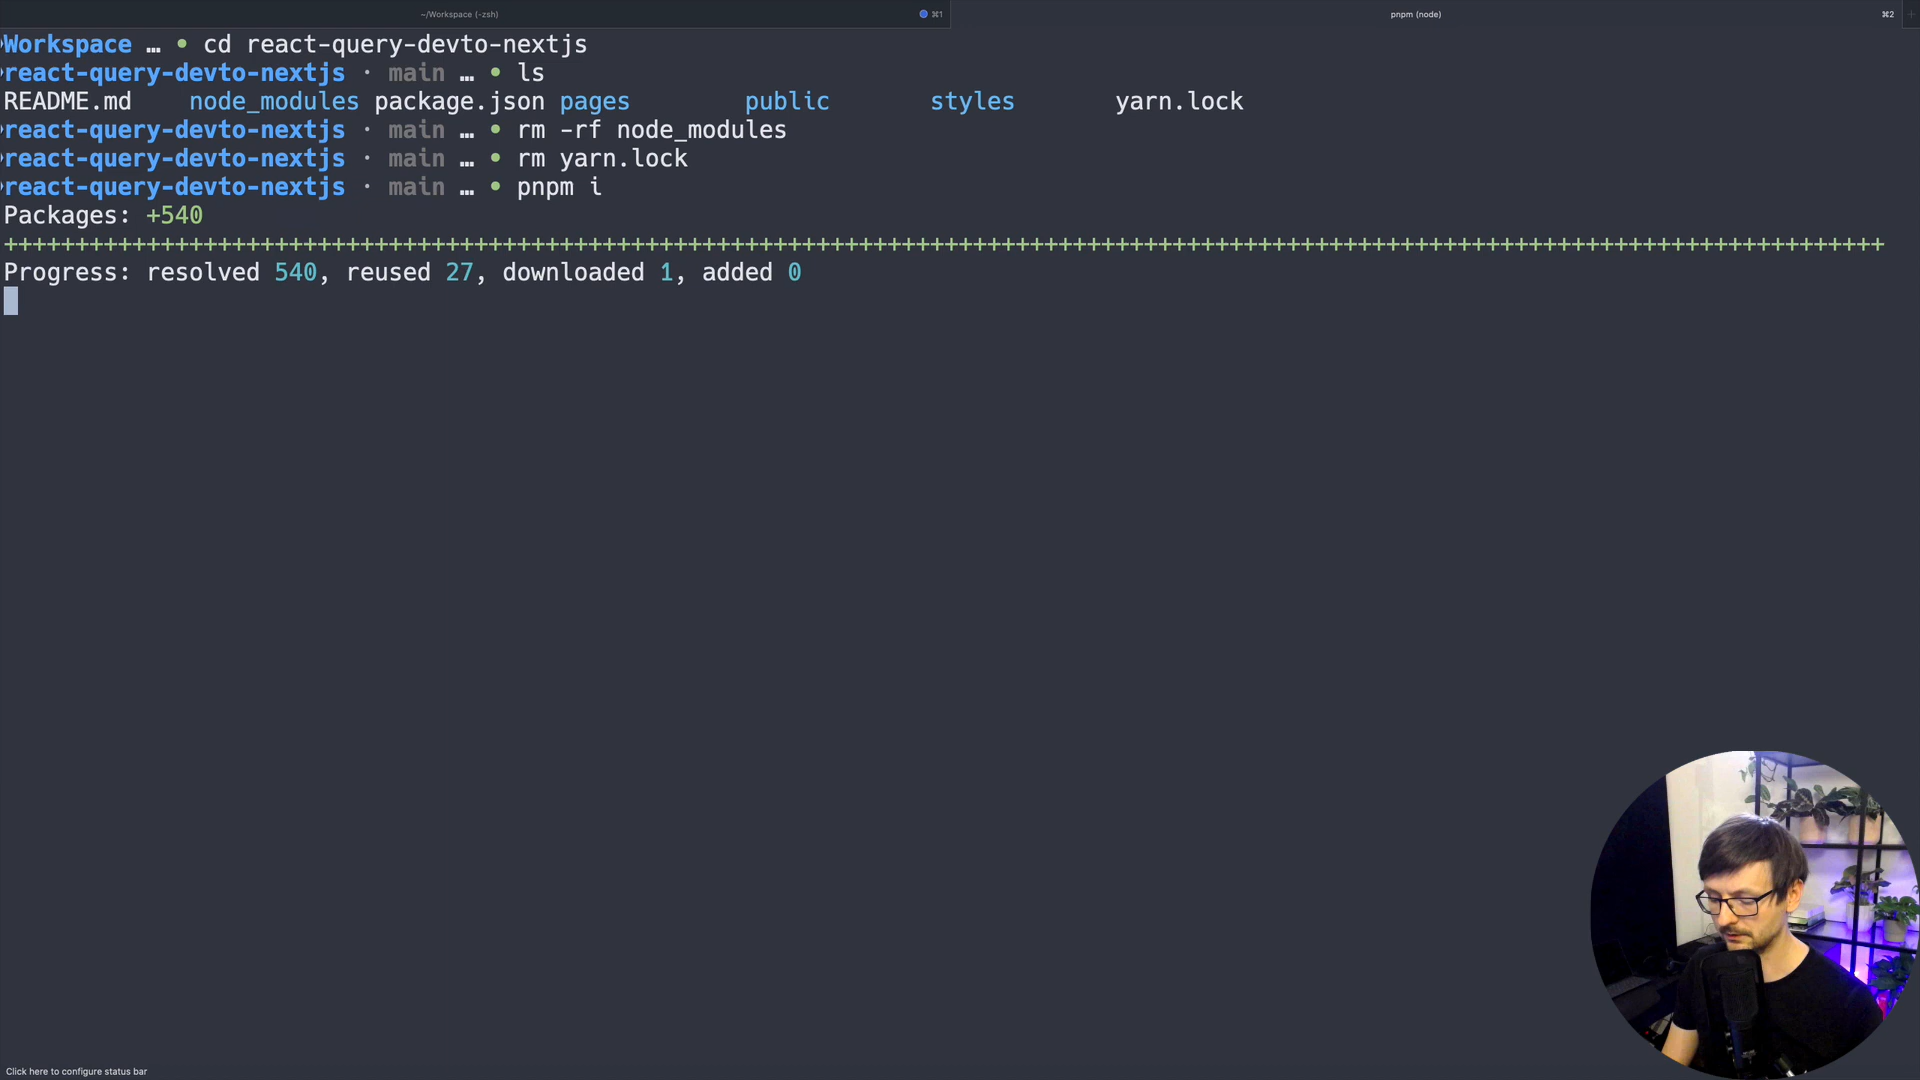 ~/Workspace (-zsh) ⌘1 pnpm (node) ⌘2 +
Workspace … • cd react-query-devto-nextjs
react-query-devto-nextjs · main … • ls
README.md node_modules package.json pages public styles yarn.lock
react-query-devto-nextjs · main … • rm -rf node_modules
react-query-devto-nextjs · main … • rm yarn.lock
react-query-devto-nextjs · main … • pnpm i
Packages: +540
++++++++++++++++++++++++++++++++++++++++++++++++++++++++++++++++++++++++++++++++++++++++++++++++++++++++++++++++++++++++++++++++++++
Progress: resolved 540, reused 27, downloaded 1, added 0
Click here to configure status bar